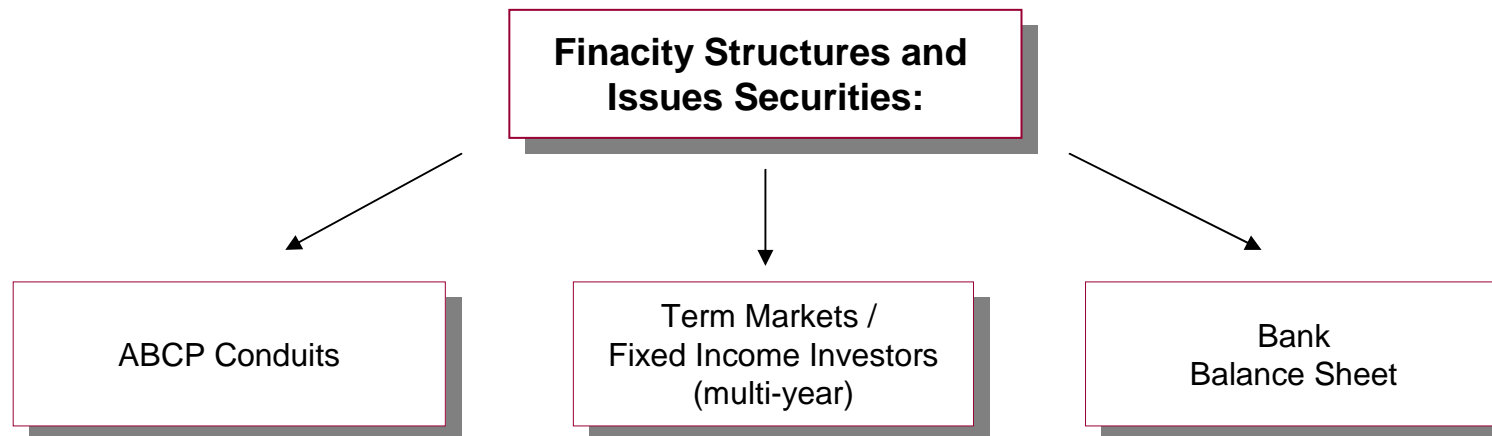 Finacity Structures and
Issues Securities:
ABCP Conduits
Term Markets /
Fixed Income Investors
(multi-year)
Bank
Balance Sheet